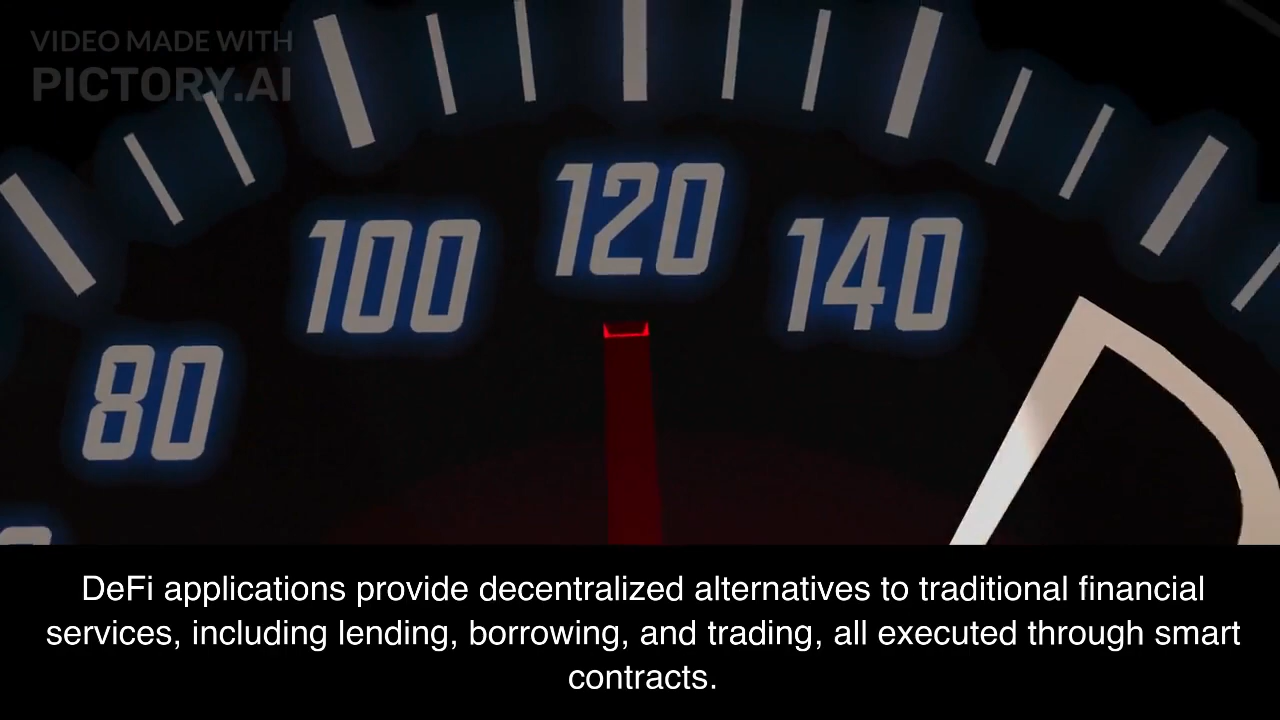 VIDEO MADE WITH
PICTORY.AI
120
100
140
80
DeFi applications provide decentralized alternatives to traditional financial
services, including lending, borrowing, and trading, all executed through smart
contracts.